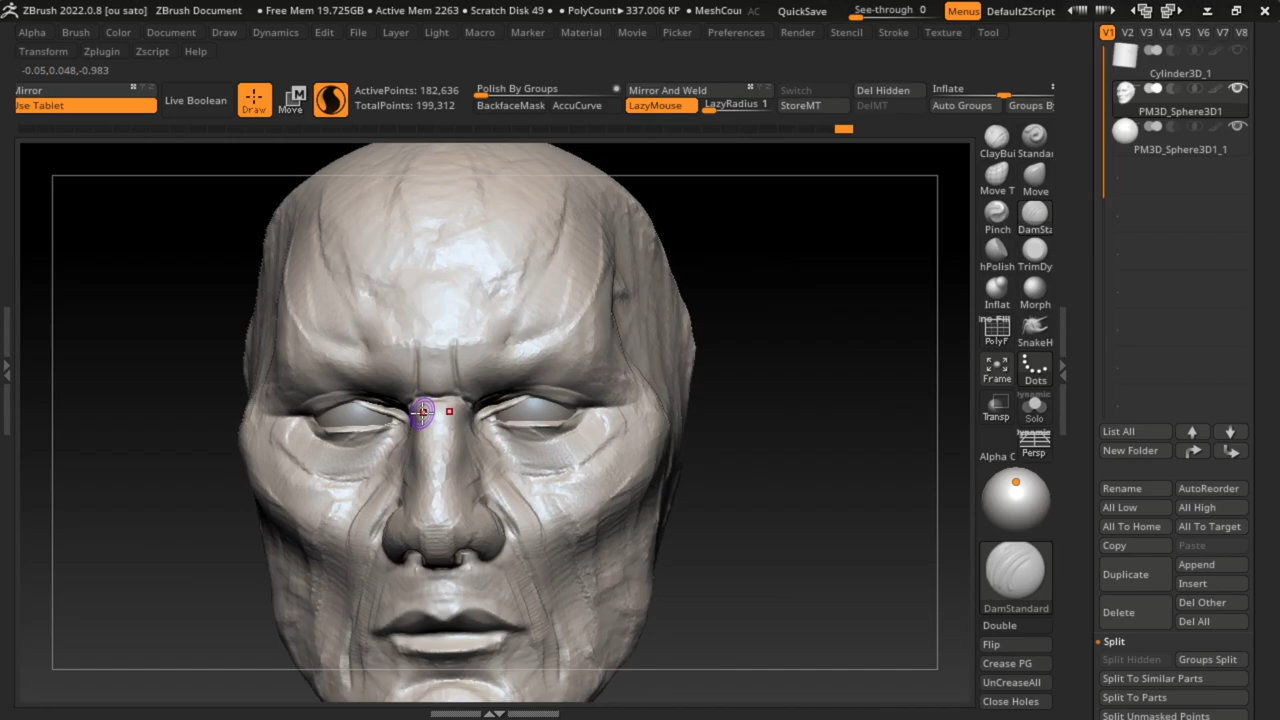 ZBrush 2022.0.8 [ou sato] ZBrush Document • Free Mem 19.725GB • Active Mem 2263 • Scratch Disk 49 • • PolyCount▸ 337.006 KP • MeshCou AC QuickSave See-through 0 Menus DefaultZScript
Alpha Brush Color Document Draw Dynamics Edit File Layer Light Macro Marker Material Movie Picker Preferences Render Stencil Stroke Texture Tool
Transform Zplugin Zscript Help
-0.05,0.048,-0.983
Mirror
Use Tablet
Live Boolean
Draw
Move
M
ActivePoints: 182,636
TotalPoints: 199,312
Polish By Groups
BackfaceMask AccuCurve
Mirror And Weld
LazyMouse LazyRadius 1
Switch
StoreMT
Del Hidden
DelMT
Inflate
Auto Groups Groups By
ClayBui Standar
Move T Move
Pinch DamSta
hPolish TrimDy
Inflat Morph
PolyF SnakeH
Frame Dots
Dynamic
Transp Solo
Dynamic
Persp
Alpha O
DamStandard
Double
Flip
Crease PG
UnCreaseAll
Close Holes
V1 V2 V3 V4 V5 V6 V7 V8
Cylinder3D_1
PM3D_Sphere3D1
PM3D_Sphere3D1_1
List All
New Folder
Rename AutoReorder
All Low All High
All To Home All To Target
Copy Paste
Duplicate
Append
Insert
Delete
Del Other
Del All
Split
Split Hidden Groups Split
Split To Similar Parts
Split To Parts
Split Unmasked Points